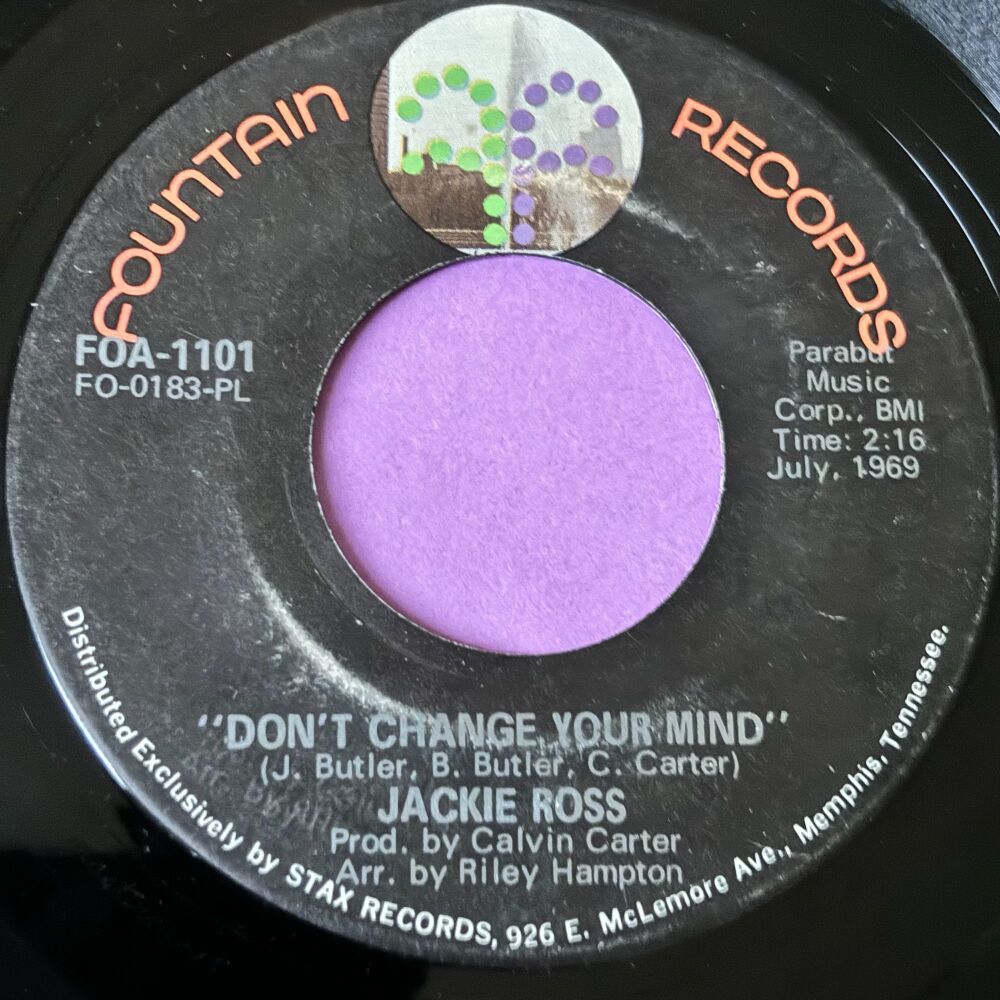 FOUNTAIN RECORDS
FOA-1101
FO-0183-PL
Parabut
Music
Corp., BMI
Time: 2:16
July, 1969
"DON'T CHANGE YOUR MIND"
(J. Butler, B. Butler, C. Carter)
JACKIE ROSS
Prod. by Calvin Carter
Arr. by Riley Hampton
Distributed Exclusively by STAX RECORDS, 926 E. McLemore Ave., Memphis, Tennessee.